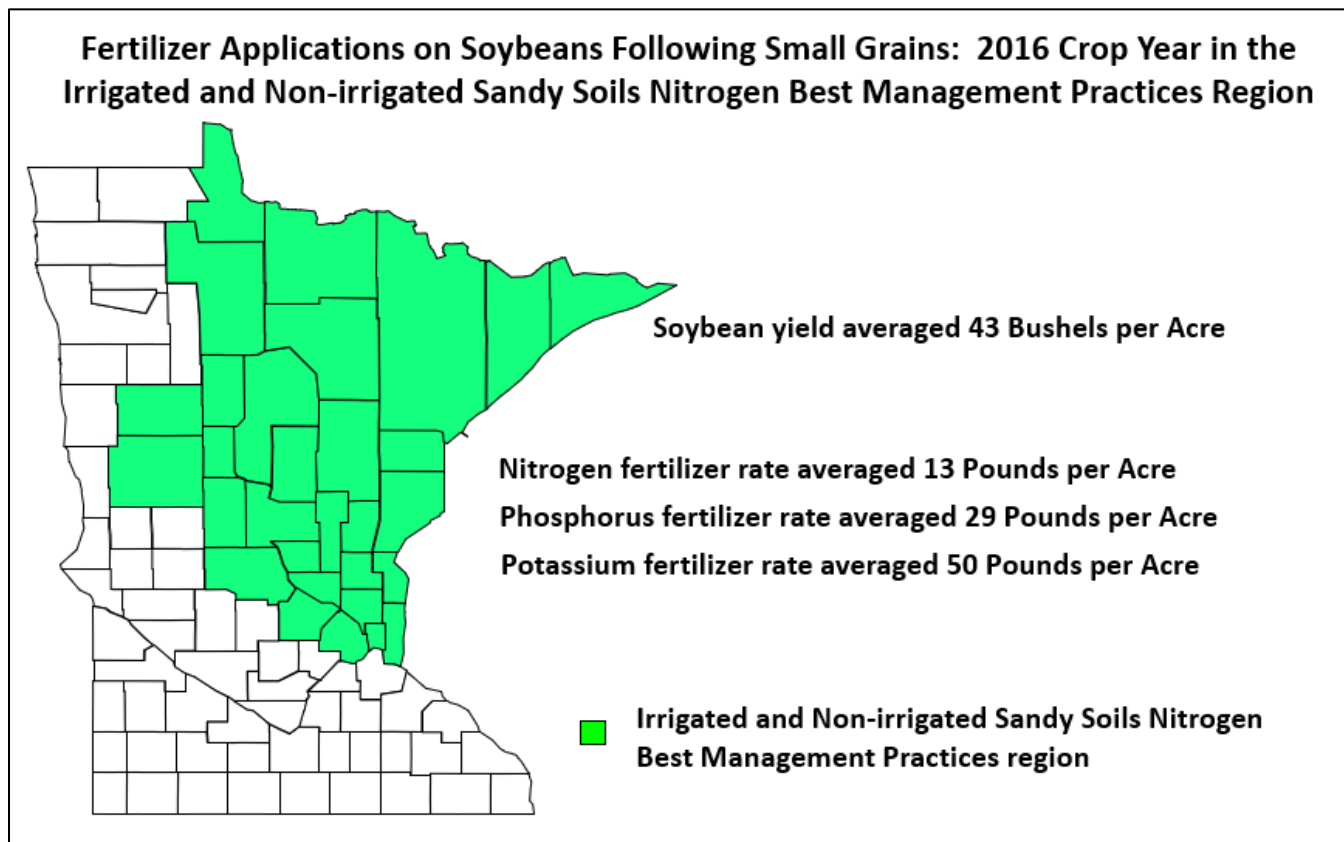 Fertilizer Applications on Soybeans Following Small Grains:  2016 Crop Year in the
Irrigated and Non-irrigated Sandy Soils Nitrogen Best Management Practices Region
Soybean yield averaged 43 Bushels per Acre
Nitrogen fertilizer rate averaged 13 Pounds per Acre
Phosphorus fertilizer rate averaged 29 Pounds per Acre
Potassium fertilizer rate averaged 50 Pounds per Acre
Irrigated and Non-irrigated Sandy Soils Nitrogen
Best Management Practices region